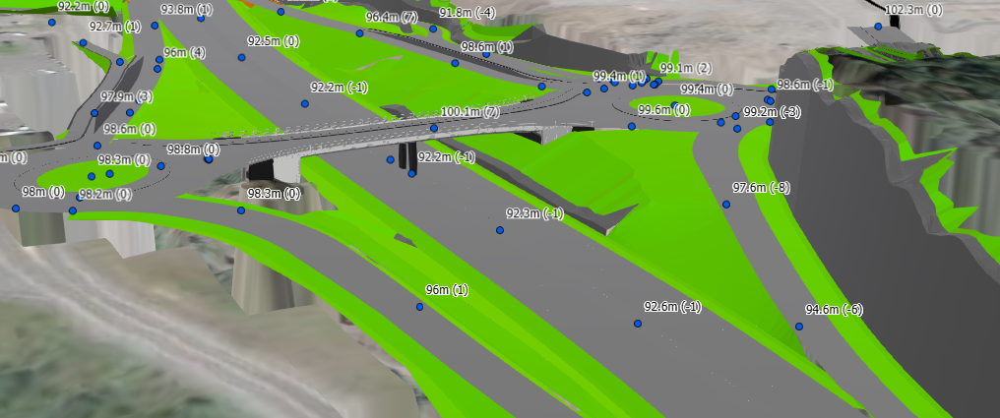 92.2m (0)
93.8m (1)
91.8m (-4)
102.3m (0)
96.4m (7)
92.7m (1)
92.5m (0)
96m (4)
98.6m (1)
99.1m (2)
99.4m (1)
98.6m (-1)
99.4m (0)
92.2m (-1)
97.9m (3)
100.1m (7)
99.6m (0)
99.2m (-3)
98.6m (0)
98.8m (0)
m (0)
98.3m (0)
92.2m (-1)
98m (0)
98.2m (0)
98.3m (0)
97.6m (-8)
92.3m (-1)
96m (1)
92.6m (-1)
94.6m (-6)